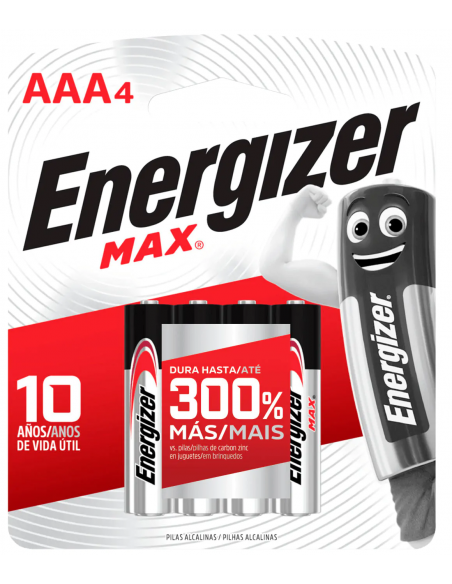 AAA4
Energizer
MAX®
Energizer
10
AÑOS/ANOS
DE VIDA ÚTIL
Energizer
DURA HASTA/ATÉ
300%
MÁS/MAIS
vs. pilas/pilhas de carbon zinc
en juguetes/em brinquedos
MAX
PILAS ALCALINAS / PILHAS ALCALINAS